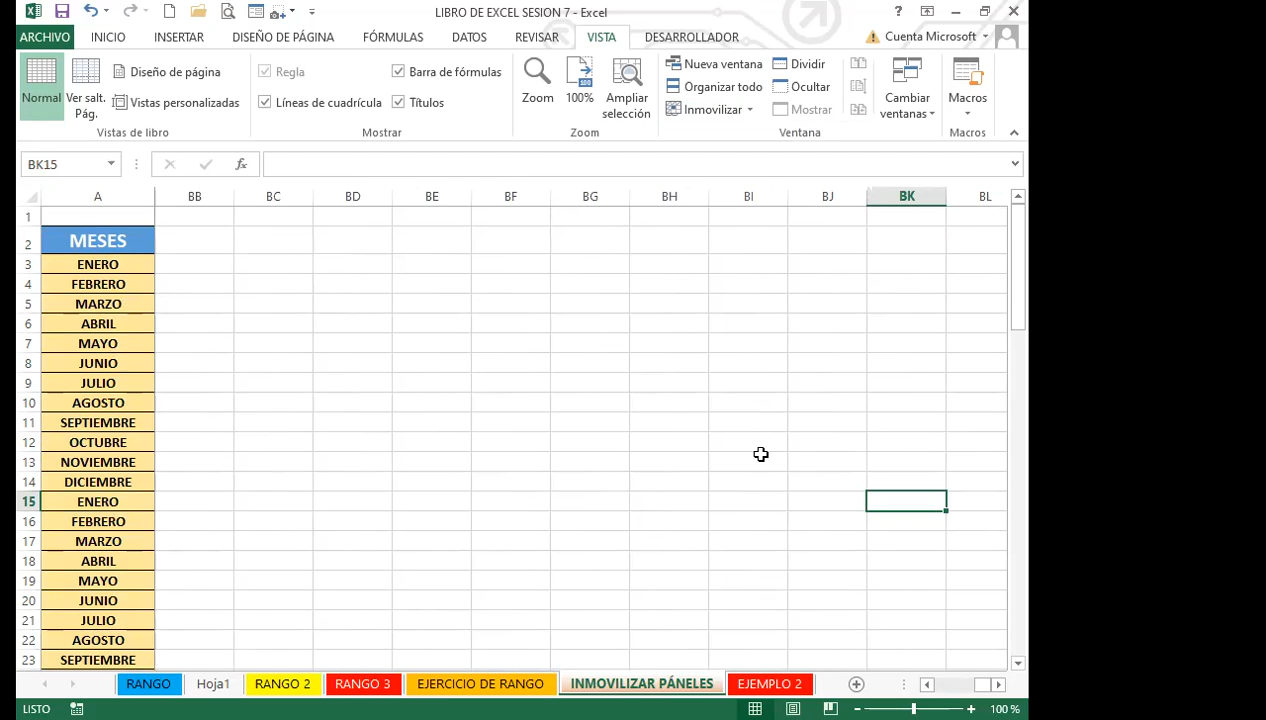 LIBRO DE EXCEL SESION 7 - Excel
?
ARCHIVO INICIO INSERTAR DISEÑO DE PÁGINA FÓRMULAS DATOS REVISAR VISTA DESARROLLADOR Cuenta Microsoft
Normal
Ver salt. Pág.
Diseño de página
Vistas personalizadas
Vistas de libro
Regla
Barra de fórmulas
Líneas de cuadrícula
Títulos
Mostrar
Zoom
100%
Ampliar selección
Zoom
Nueva ventana
Organizar todo
Inmovilizar
Dividir
Ocultar
Mostrar
Ventana
Cambiar ventanas
Macros
Macros
BK15
fx
A BB BC BD BE BF BG BH BI BJ BK BL
1
2 MESES
3 ENERO
4 FEBRERO
5 MARZO
6 ABRIL
7 MAYO
8 JUNIO
9 JULIO
10 AGOSTO
11 SEPTIEMBRE
12 OCTUBRE
13 NOVIEMBRE
14 DICIEMBRE
15 ENERO
16 FEBRERO
17 MARZO
18 ABRIL
19 MAYO
20 JUNIO
21 JULIO
22 AGOSTO
23 SEPTIEMBRE
RANGO Hoja1 RANGO 2 RANGO 3 EJERCICIO DE RANGO INMOVILIZAR PÁNELES EJEMPLO 2
LISTO
100 %